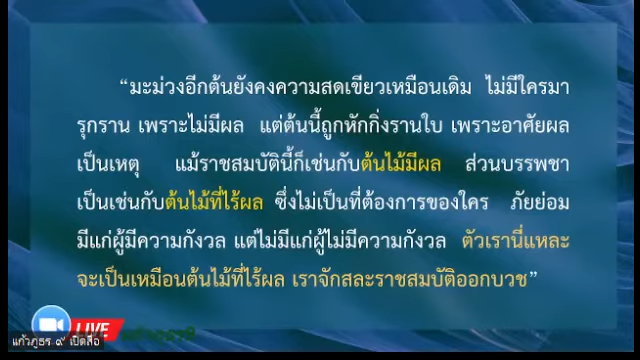 “มะม่วงอีกต้นยังคงความสดเขียวเหมือนเดิม ไม่มีใครมา
รุกราน เพราะไม่มีผล แต่ต้นนี้ถูกหักกิ่งรานใบ เพราะอาศัยผล
เป็นเหตุ แม้ราชสมบัตินี้ก็เช่นกับต้นไม้มีผล ส่วนบรรพชา
เป็นเช่นกับต้นไม้ที่ไร้ผล ซึ่งไม่เป็นที่ต้องการของใคร ภัยย่อม
มีแก่ผู้มีความกังวล แต่ไม่มีแก่ผู้ไม่มีความกังวล ตัวเรานี่แหละ
จะเป็นเหมือนต้นไม้ที่ไร้ผล เราจักสละราชสมบัติออกบวช”
LIVE
แก้วภูธร ๙ เปิดสื่อ